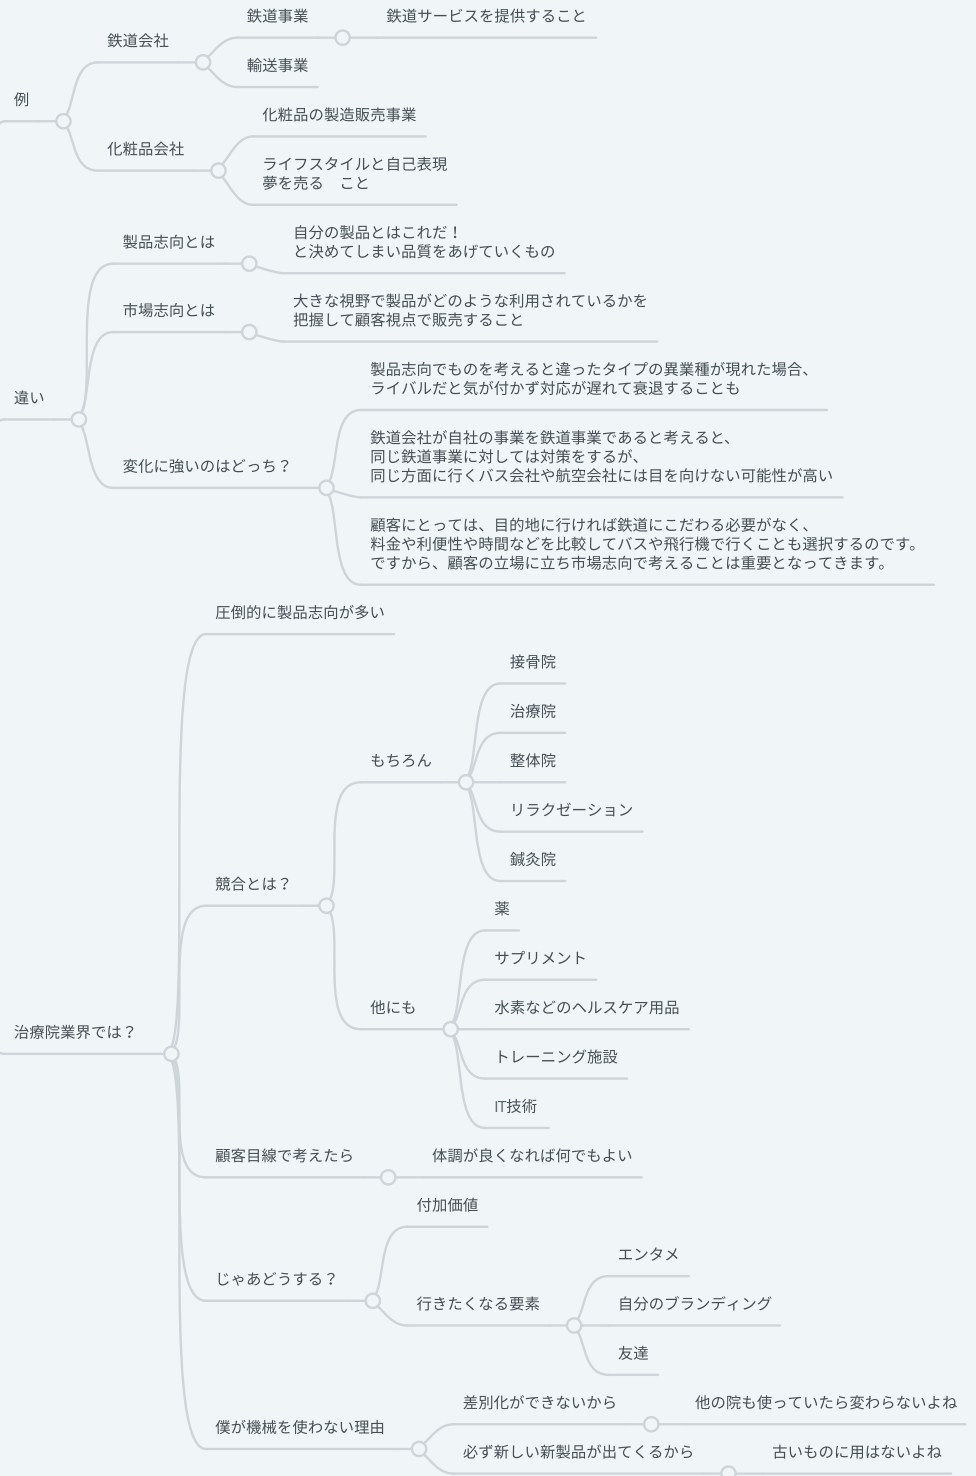 例
鉄道会社
鉄道事業
鉄道サービスを提供すること
輸送事業
化粧品会社
化粧品の製造販売事業
ライフスタイルと自己表現
夢を売る　こと
違い
製品志向とは
自分の製品とはこれだ！
と決めてしまい品質をあげていくもの
市場志向とは
大きな視野で製品がどのような利用されているかを
把握して顧客視点で販売すること
変化に強いのはどっち？
製品志向でものを考えると違ったタイプの異業種が現れた場合、
ライバルだと気が付かず対応が遅れて衰退することも
鉄道会社が自社の事業を鉄道事業であると考えると、
同じ鉄道事業に対しては対策をするが、
同じ方面に行くバス会社や航空会社には目を向けない可能性が高い
顧客にとっては、目的地に行ければ鉄道にこだわる必要がなく、
料金や利便性や時間などを比較してバスや飛行機で行くことも選択するのです。
ですから、顧客の立場に立ち市場志向で考えることは重要となってきます。
治療院業界では？
圧倒的に製品志向が多い
競合とは？
もちろん
接骨院
治療院
整体院
リラクゼーション
鍼灸院
他にも
薬
サプリメント
水素などのヘルスケア用品
トレーニング施設
IT技術
顧客目線で考えたら
体調が良くなれば何でもよい
じゃあどうする？
付加価値
行きたくなる要素
エンタメ
自分のブランディング
友達
僕が機械を使わない理由
差別化ができないから
他の院も使っていたら変わらないよね
必ず新しい新製品が出てくるから
古いものに用はないよね